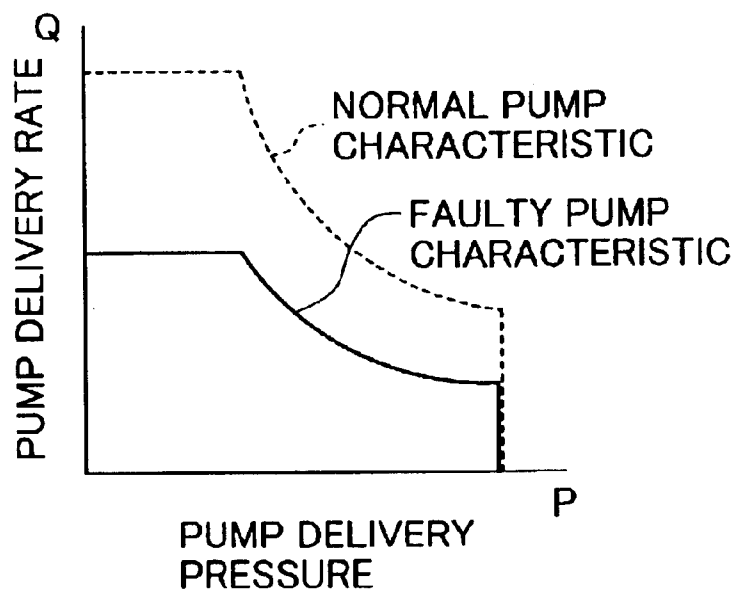 Q
PUMP DELIVERY RATE
NORMAL PUMP
CHARACTERISTIC
FAULTY PUMP
CHARACTERISTIC
P
PUMP DELIVERY
PRESSURE